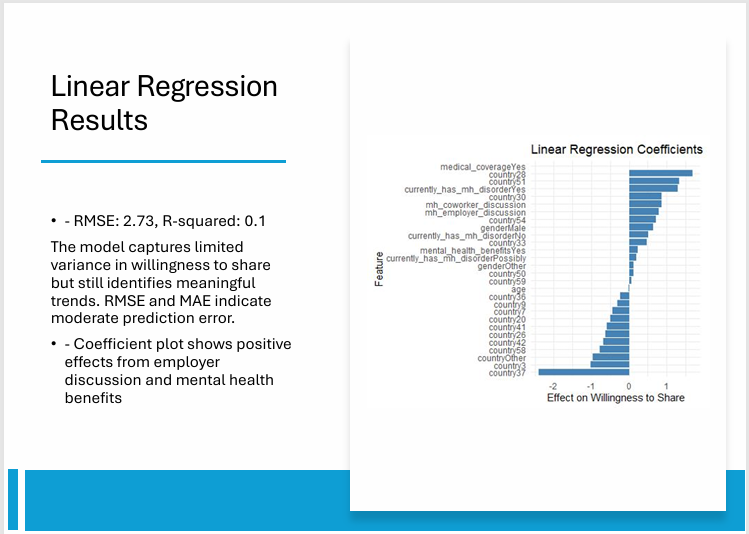 Linear Regression
Results
• - RMSE: 2.73, R-squared: 0.1
The model captures limited
variance in willingness to share
but still identifies meaningful
trends. RMSE and MAE indicate
moderate prediction error.
• - Coefficient plot shows positive
effects from employer
discussion and mental health
benefits
Linear Regression Coefficients
Feature
medical_coverageYes
country28
country51
currently_has_mh_disorderYes
country30
mh_coworker_discussion
mh_employer_discussion
country54
genderMale
currently_has_mh_disorderNo
country33
mental_health_benefitsYes
currently_has_mh_disorderPossibly
genderOther
country50
country59
age
country36
country9
country7
country20
country41
country26
country42
country58
countryOther
country3
country37
-2 -1 0 1
Effect on Willingness to Share